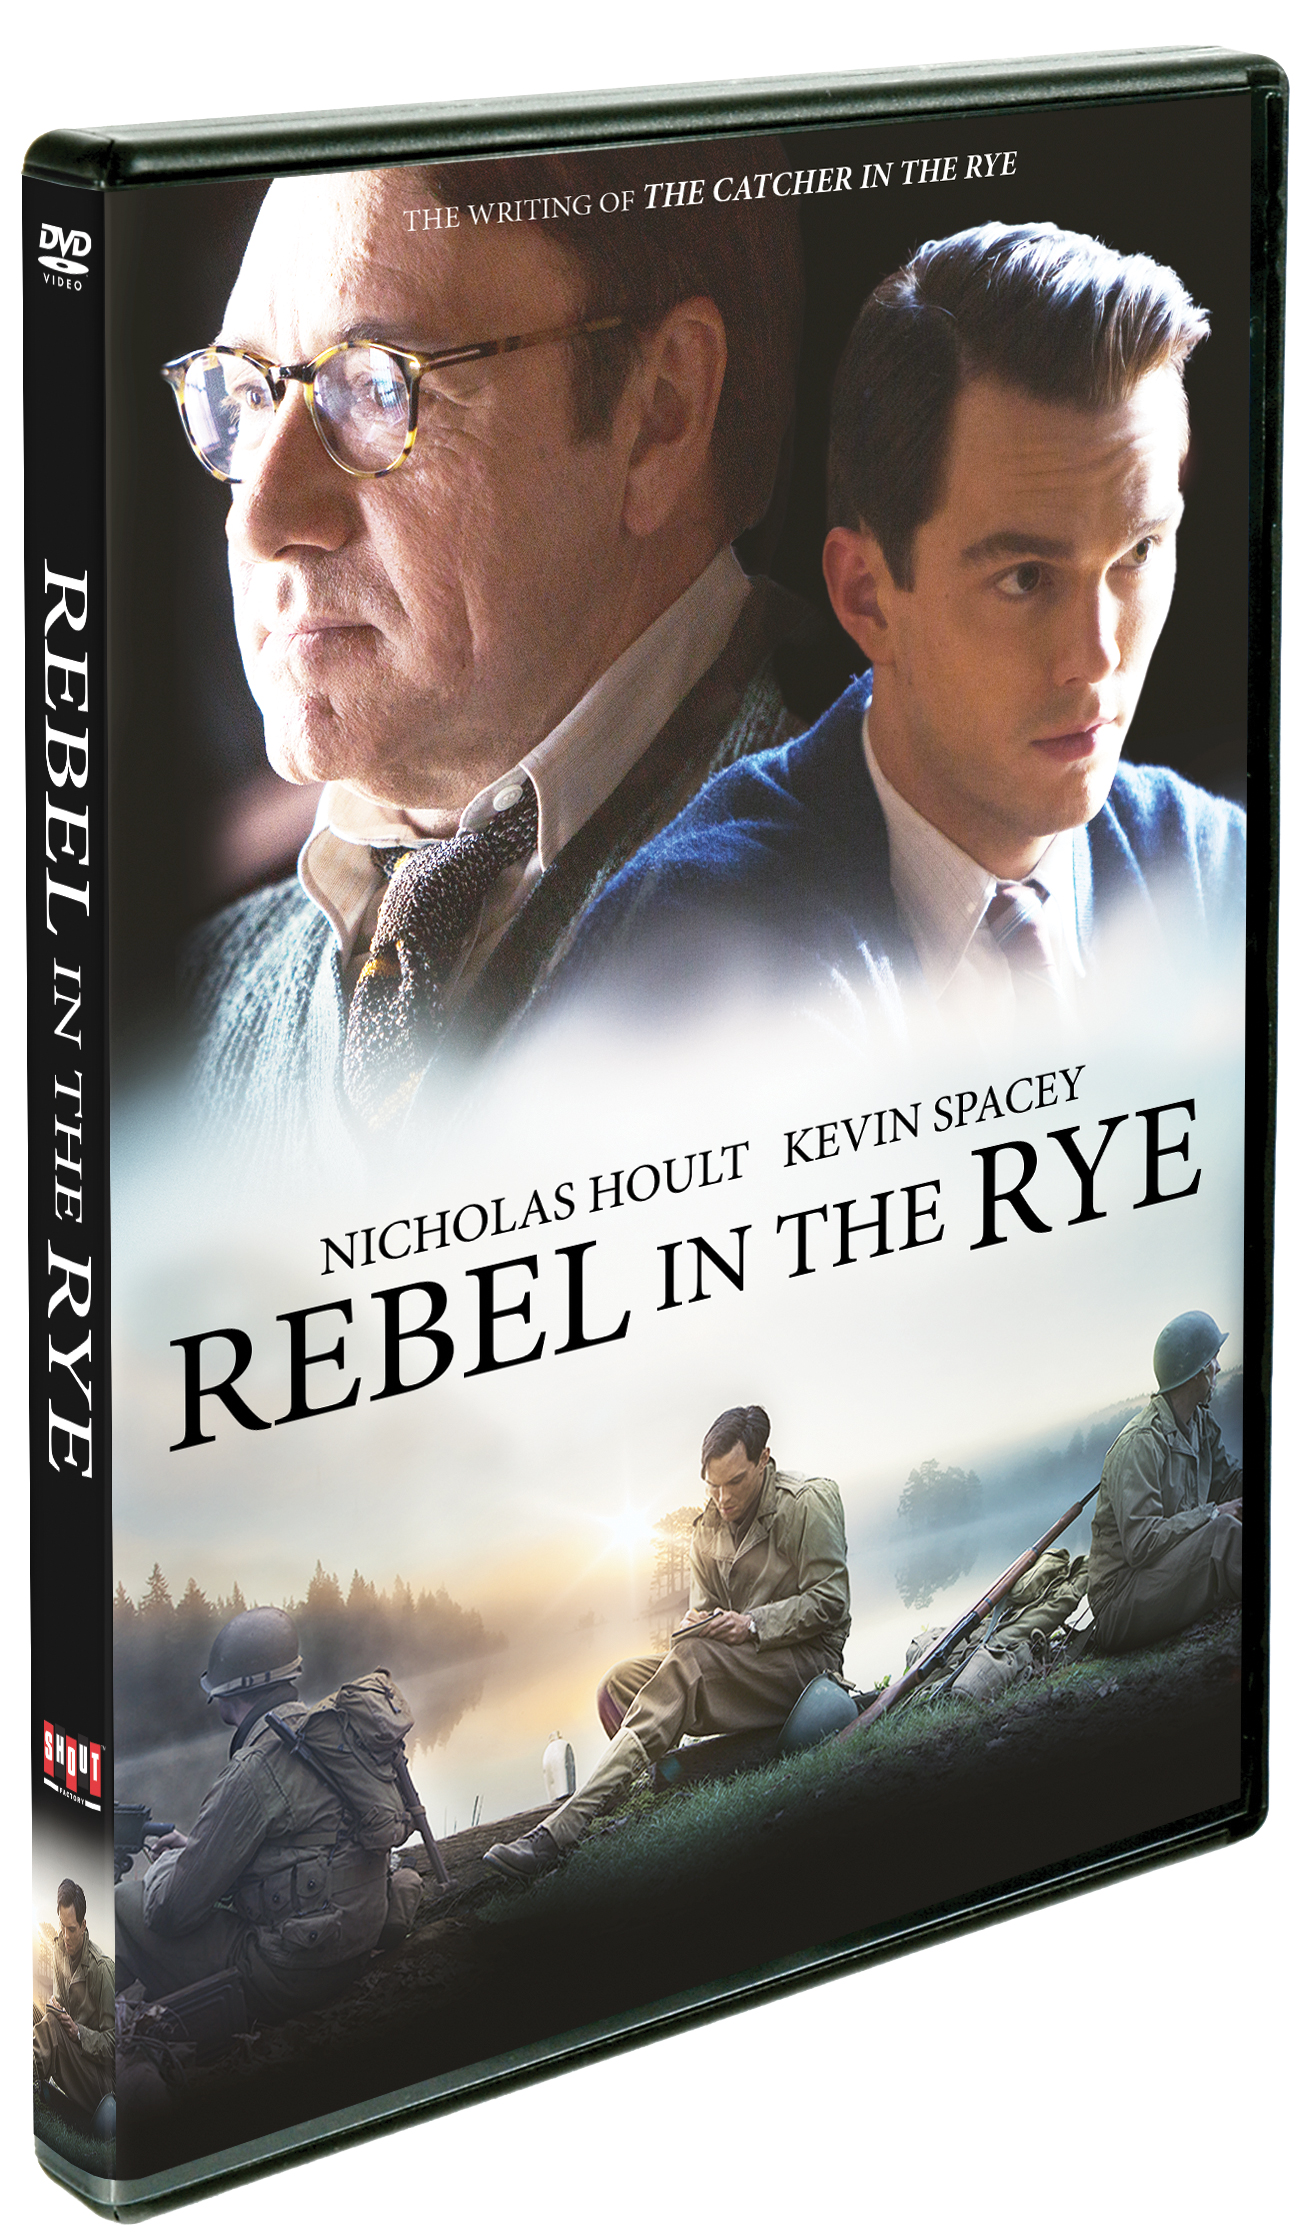 DVD
VIDEO
REBEL IN THE RYE
SHOUT
FACTORY
THE WRITING OF THE CATCHER IN THE RYE
NICHOLAS HOULT KEVIN SPACEY
REBEL IN THE RYE